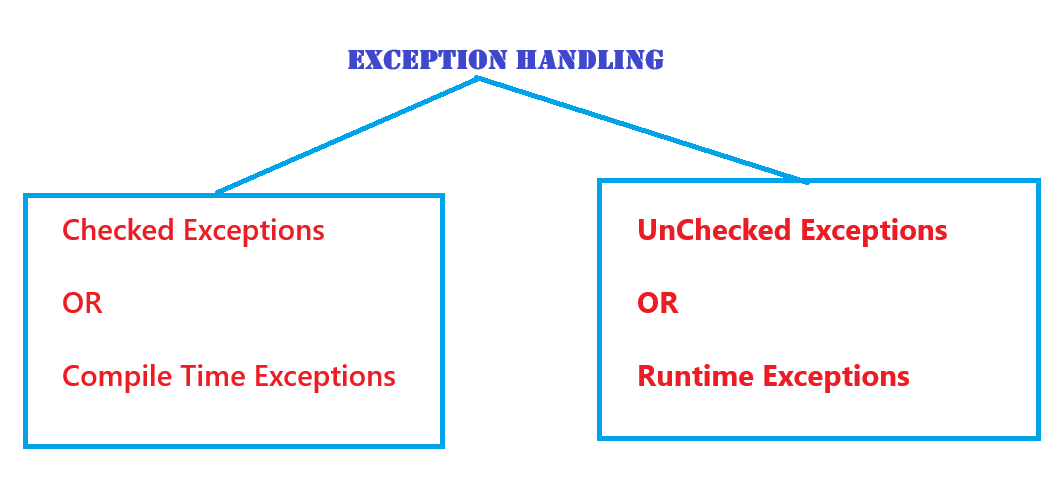 EXCEPTION HANDLING
Checked Exceptions
OR
Compile Time Exceptions
UnChecked Exceptions
OR
Runtime Exceptions